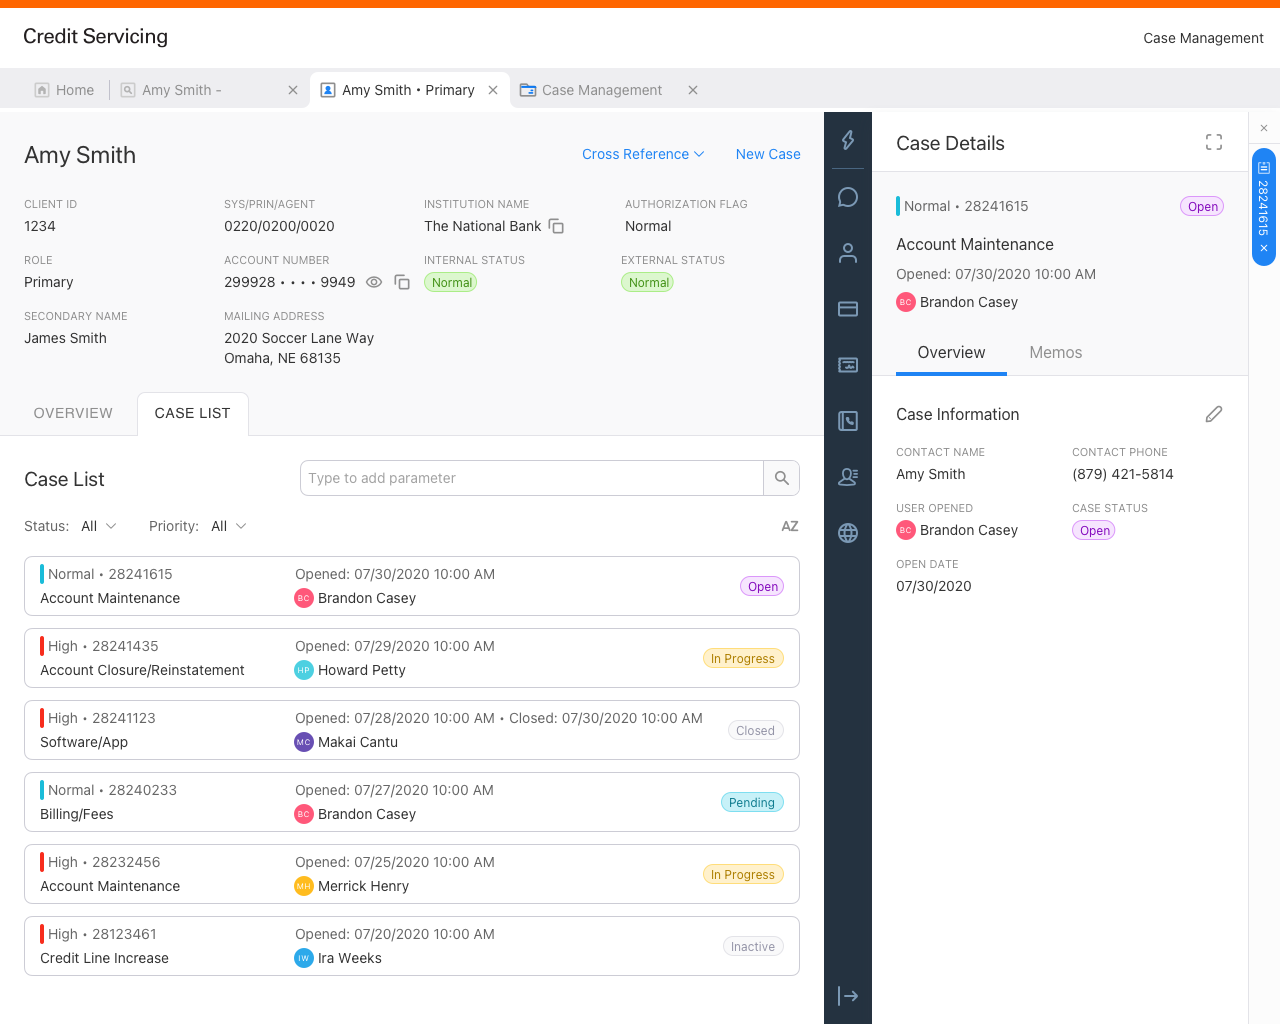 Credit Servicing
Case Management
Home
Amy Smith -
Amy Smith • Primary
Case Management
Amy Smith
Cross Reference
New Case
CLIENT ID
SYS/PRIN/AGENT
INSTITUTION NAME
AUTHORIZATION FLAG
1234
0220/0200/0020
The National Bank
Normal
ROLE
ACCOUNT NUMBER
INTERNAL STATUS
EXTERNAL STATUS
Primary
299928 • • • • 9949
Normal
Normal
SECONDARY NAME
MAILING ADDRESS
James Smith
2020 Soccer Lane Way
Omaha, NE 68135
OVERVIEW
CASE LIST
Case List
Type to add parameter
Status: All
Priority: All
AZ
Normal • 28241615
Opened: 07/30/2020 10:00 AM
Account Maintenance
BC Brandon Casey
Open
High • 28241435
Opened: 07/29/2020 10:00 AM
Account Closure/Reinstatement
HP Howard Petty
In Progress
High • 28241123
Opened: 07/28/2020 10:00 AM • Closed: 07/30/2020 10:00 AM
Software/App
MC Makai Cantu
Closed
Normal • 28240233
Opened: 07/27/2020 10:00 AM
Billing/Fees
BC Brandon Casey
Pending
High • 28232456
Opened: 07/25/2020 10:00 AM
Account Maintenance
MH Merrick Henry
In Progress
High • 28123461
Opened: 07/20/2020 10:00 AM
Credit Line Increase
IW Ira Weeks
Inactive
Case Details
Normal • 28241615
Open
Account Maintenance
Opened: 07/30/2020 10:00 AM
BC Brandon Casey
Overview
Memos
Case Information
CONTACT NAME
CONTACT PHONE
Amy Smith
(879) 421-5814
USER OPENED
CASE STATUS
BC Brandon Casey
Open
OPEN DATE
07/30/2020
28241615